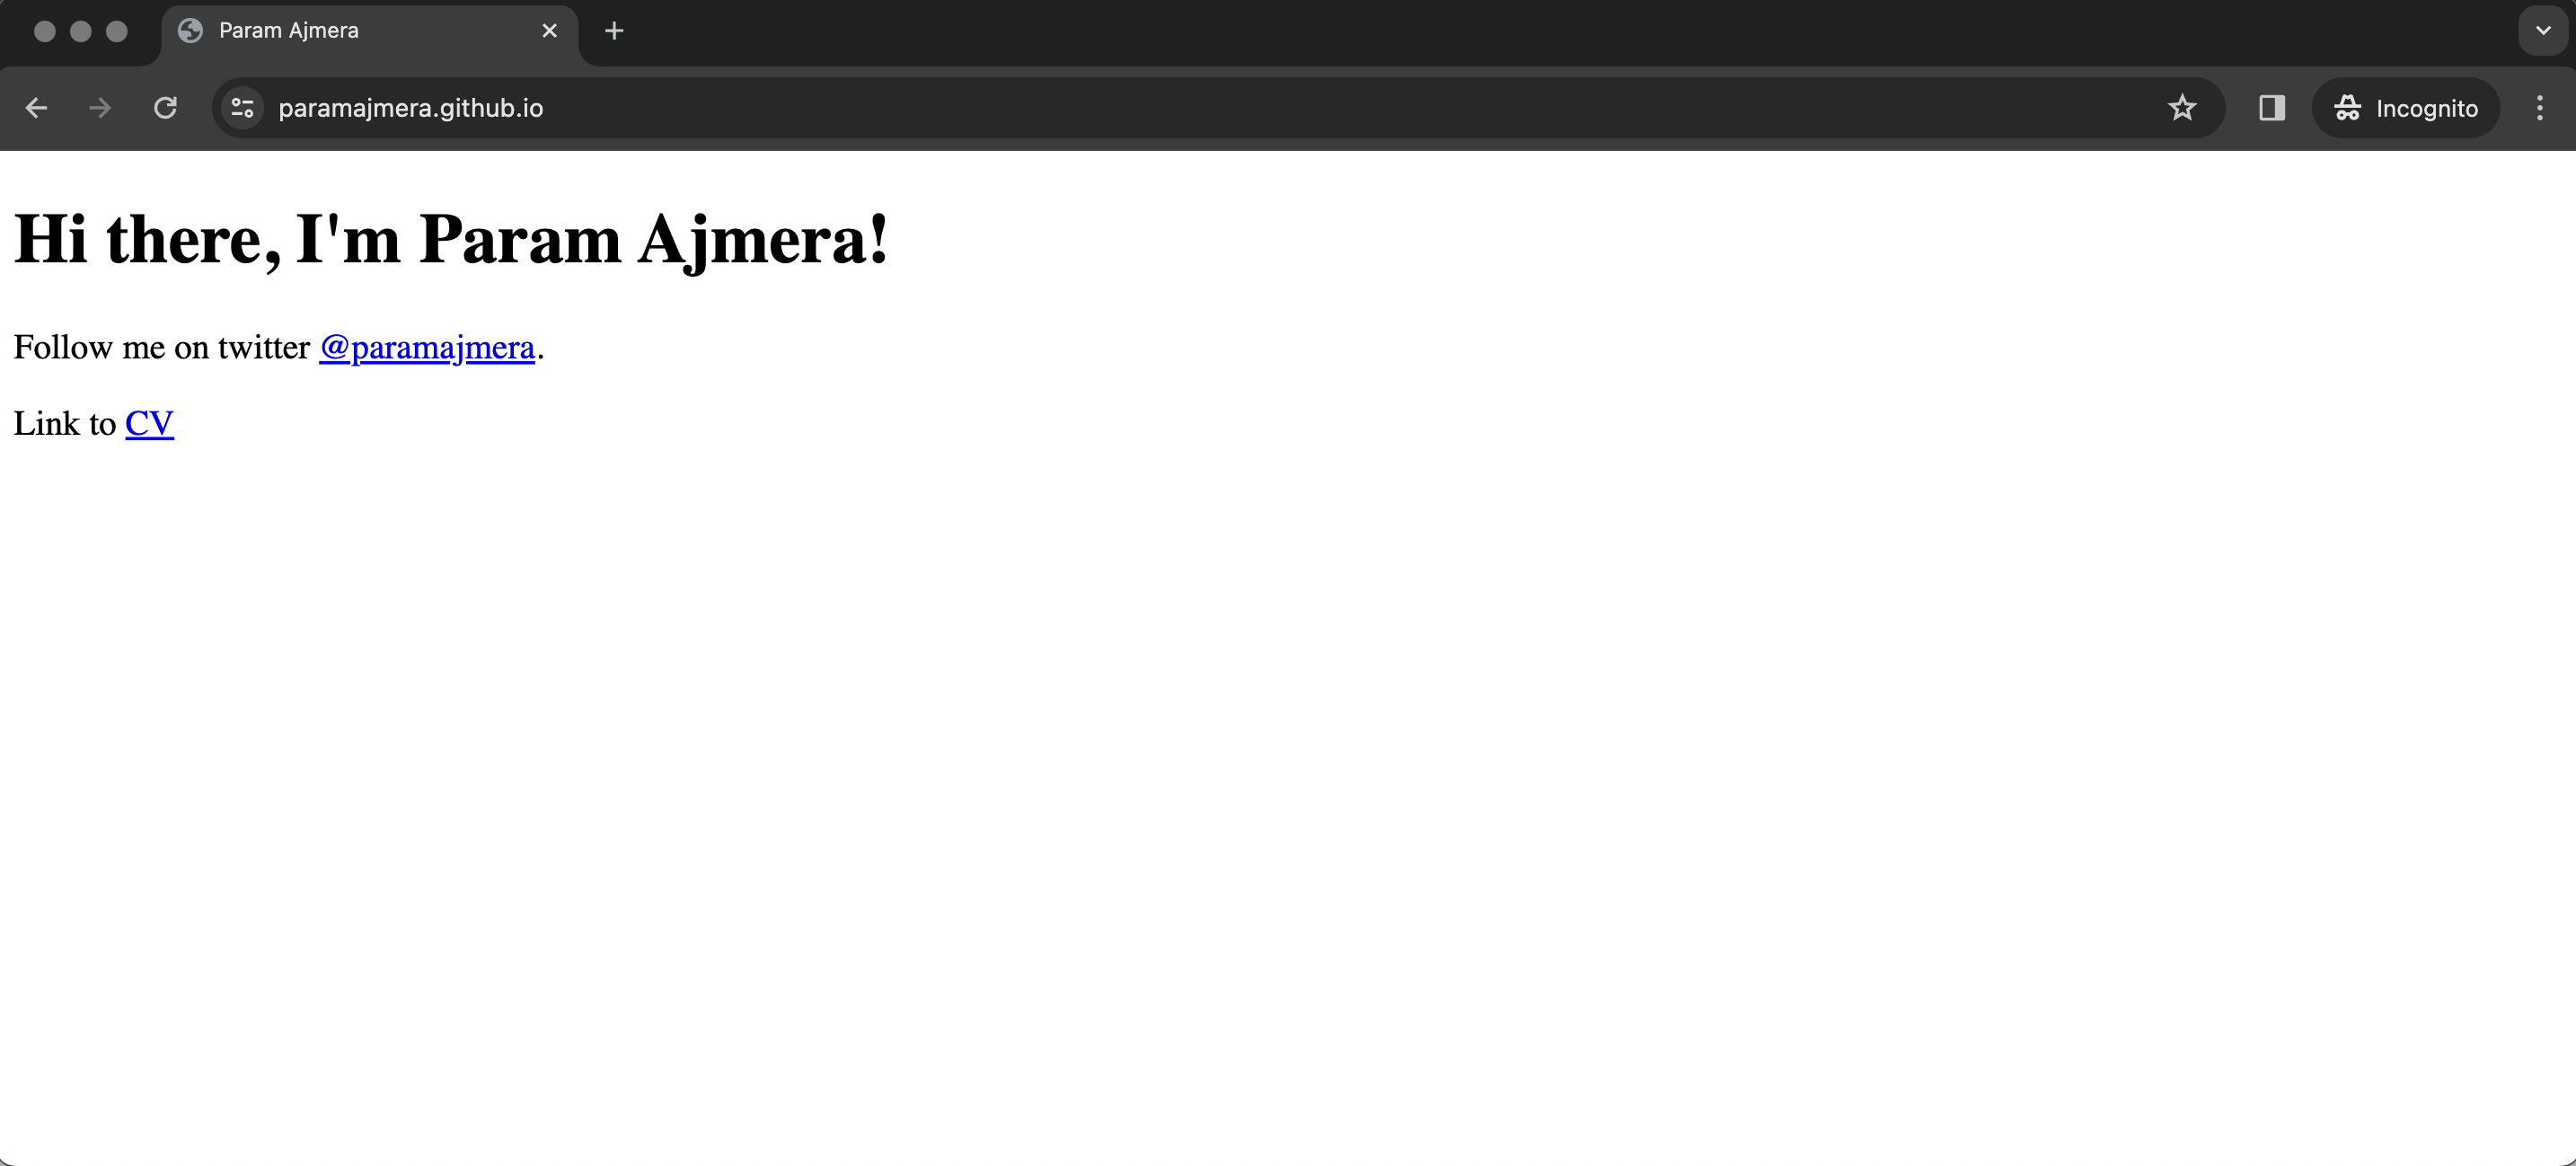 Param Ajmera
paramajmera.github.io
Incognito
Hi there, I'm Param Ajmera!
Follow me on twitter @paramajmera.
Link to CV